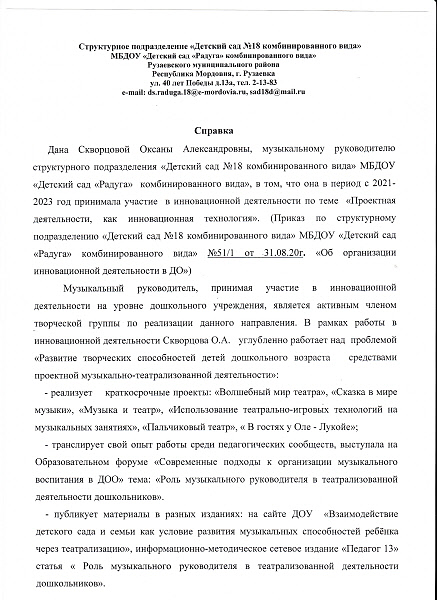 Структурное подразделение «Детский сад №18 комбинированного вида»
МБДОУ «Детский сад «Радуга» комбинированного вида»
Рузаевского муниципального района
Республика Мордовия, г. Рузаевка
ул. 40 лет Победы д.13а, тел. 2-13-83
e-mail: ds.raduga.18@e-mordovia.ru, sad18d@mail.ru
Справка
Дана Скворцовой Оксаны Александровны, музыкальному руководителю
структурного подразделения «Детский сад №18 комбинированного вида» МБДОУ
«Детский сад «Радуга» комбинированного вида», в том, что она в период с 2021-
2023 год принимала участие в инновационной деятельности по теме «Проектная
деятельности, как инновационная технология». (Приказ по структурному
подразделению «Детский сад №18 комбинированного вида» МБДОУ «Детский сад
«Радуга» комбинированного вида» №51/1 от 31.08.20г. «Об организации
инновационной деятельности в ДО»)
Музыкальный руководитель, принимая участие в инновационной
деятельности на уровне дошкольного учреждения, является активным членом
творческой группы по реализации данного направления. В рамках работы в
инновационной деятельности Скворцова О.А. углубленно работает над проблемой
«Развитие творческих способностей детей дошкольного возраста средствами
проектной музыкально-театрализованной деятельности»:
- реализует краткосрочные проекты: «Волшебный мир театра», «Сказка в мире
музыки», «Музыка и театр», «Использование театрально-игровых технологий на
музыкальных занятиях», «Пальчиковый театр», « В гостях у Оле - Лукойе»;
- транслирует свой опыт работы среди педагогических сообществ, выступала на
Образовательном форуме «Современные подходы к организации музыкального
воспитания в ДОО» тема: «Роль музыкального руководителя в театрализованной
деятельности дошкольников».
- публикует материалы в разных изданиях: на сайте ДОУ «Взаимодействие
детского сада и семьи как условие развития музыкальных способностей ребёнка
через театрализацию», информационно-методическое сетевое издание «Педагог 13»
статья « Роль музыкального руководителя в театрализованной деятельности
дошкольников».